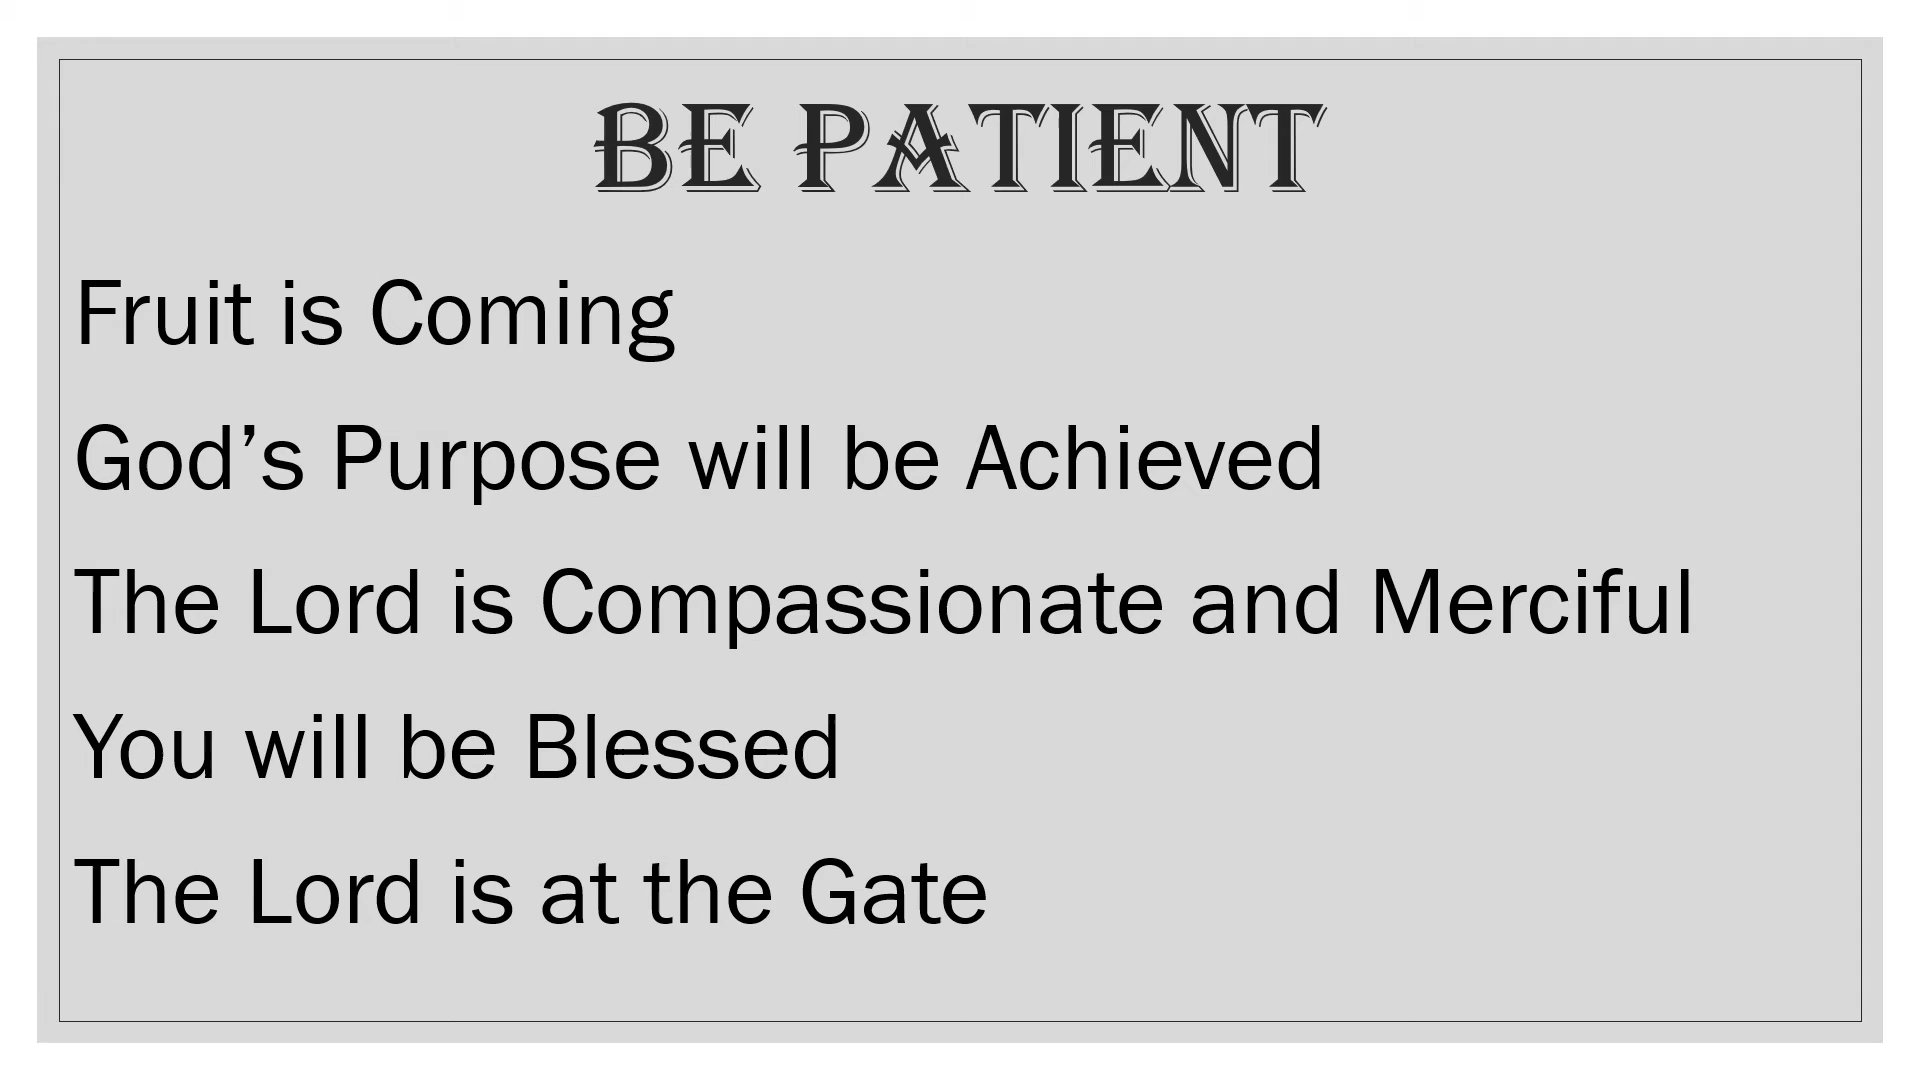 BE PATIENT
Fruit is Coming
God’s Purpose will be Achieved
The Lord is Compassionate and Merciful
You will be Blessed
The Lord is at the Gate